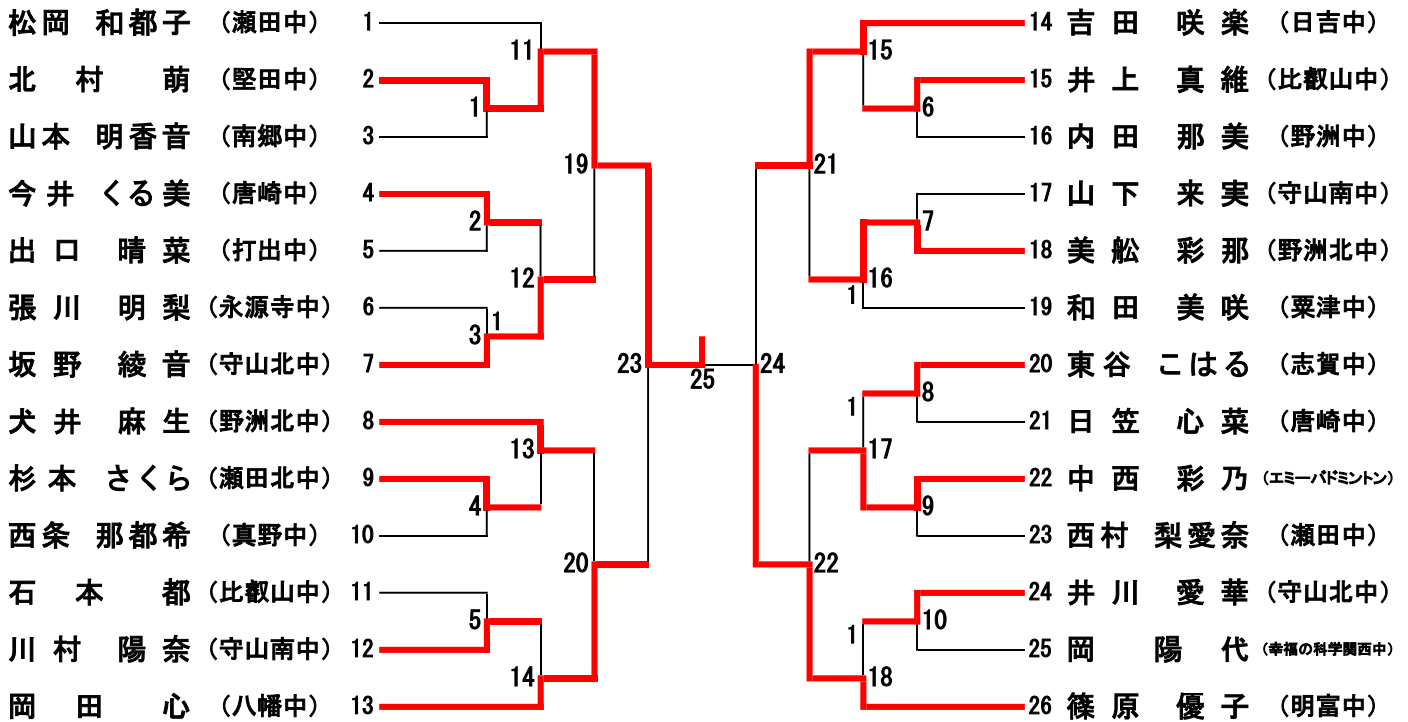 松岡 和都子 (瀬田中) 1
北村 萌 (堅田中) 2
山本 明香音 (南郷中) 3
今井 くる美 (唐崎中) 4
出口 晴菜 (打出中) 5
張川 明梨 (永源寺中) 6
坂野 綾音 (守山北中) 7
犬井 麻生 (野洲北中) 8
杉本 さくら (瀬田北中) 9
西条 那都希 (真野中) 10
石本 都 (比叡山中) 11
川村 陽奈 (守山南中) 12
岡田 心 (八幡中) 13
11
1
19
2
12
1
3
23
13
4
20
5
14
25
15
6
21
7
16
1
24
8
1
17
9
22
10
1
18
14 吉田 咲楽 (日吉中)
15 井上 真維 (比叡山中)
16 内田 那美 (野洲中)
17 山下 来実 (守山南中)
18 美舩 彩那 (野洲北中)
19 和田 美咲 (粟津中)
20 東谷 こはる (志賀中)
21 日笠 心菜 (唐崎中)
22 中西 彩乃 (エミーバドミントン)
23 西村 梨愛奈 (瀬田中)
24 井川 愛華 (守山北中)
25 岡 陽代 (幸福の科学関西中)
26 篠原 優子 (明富中)